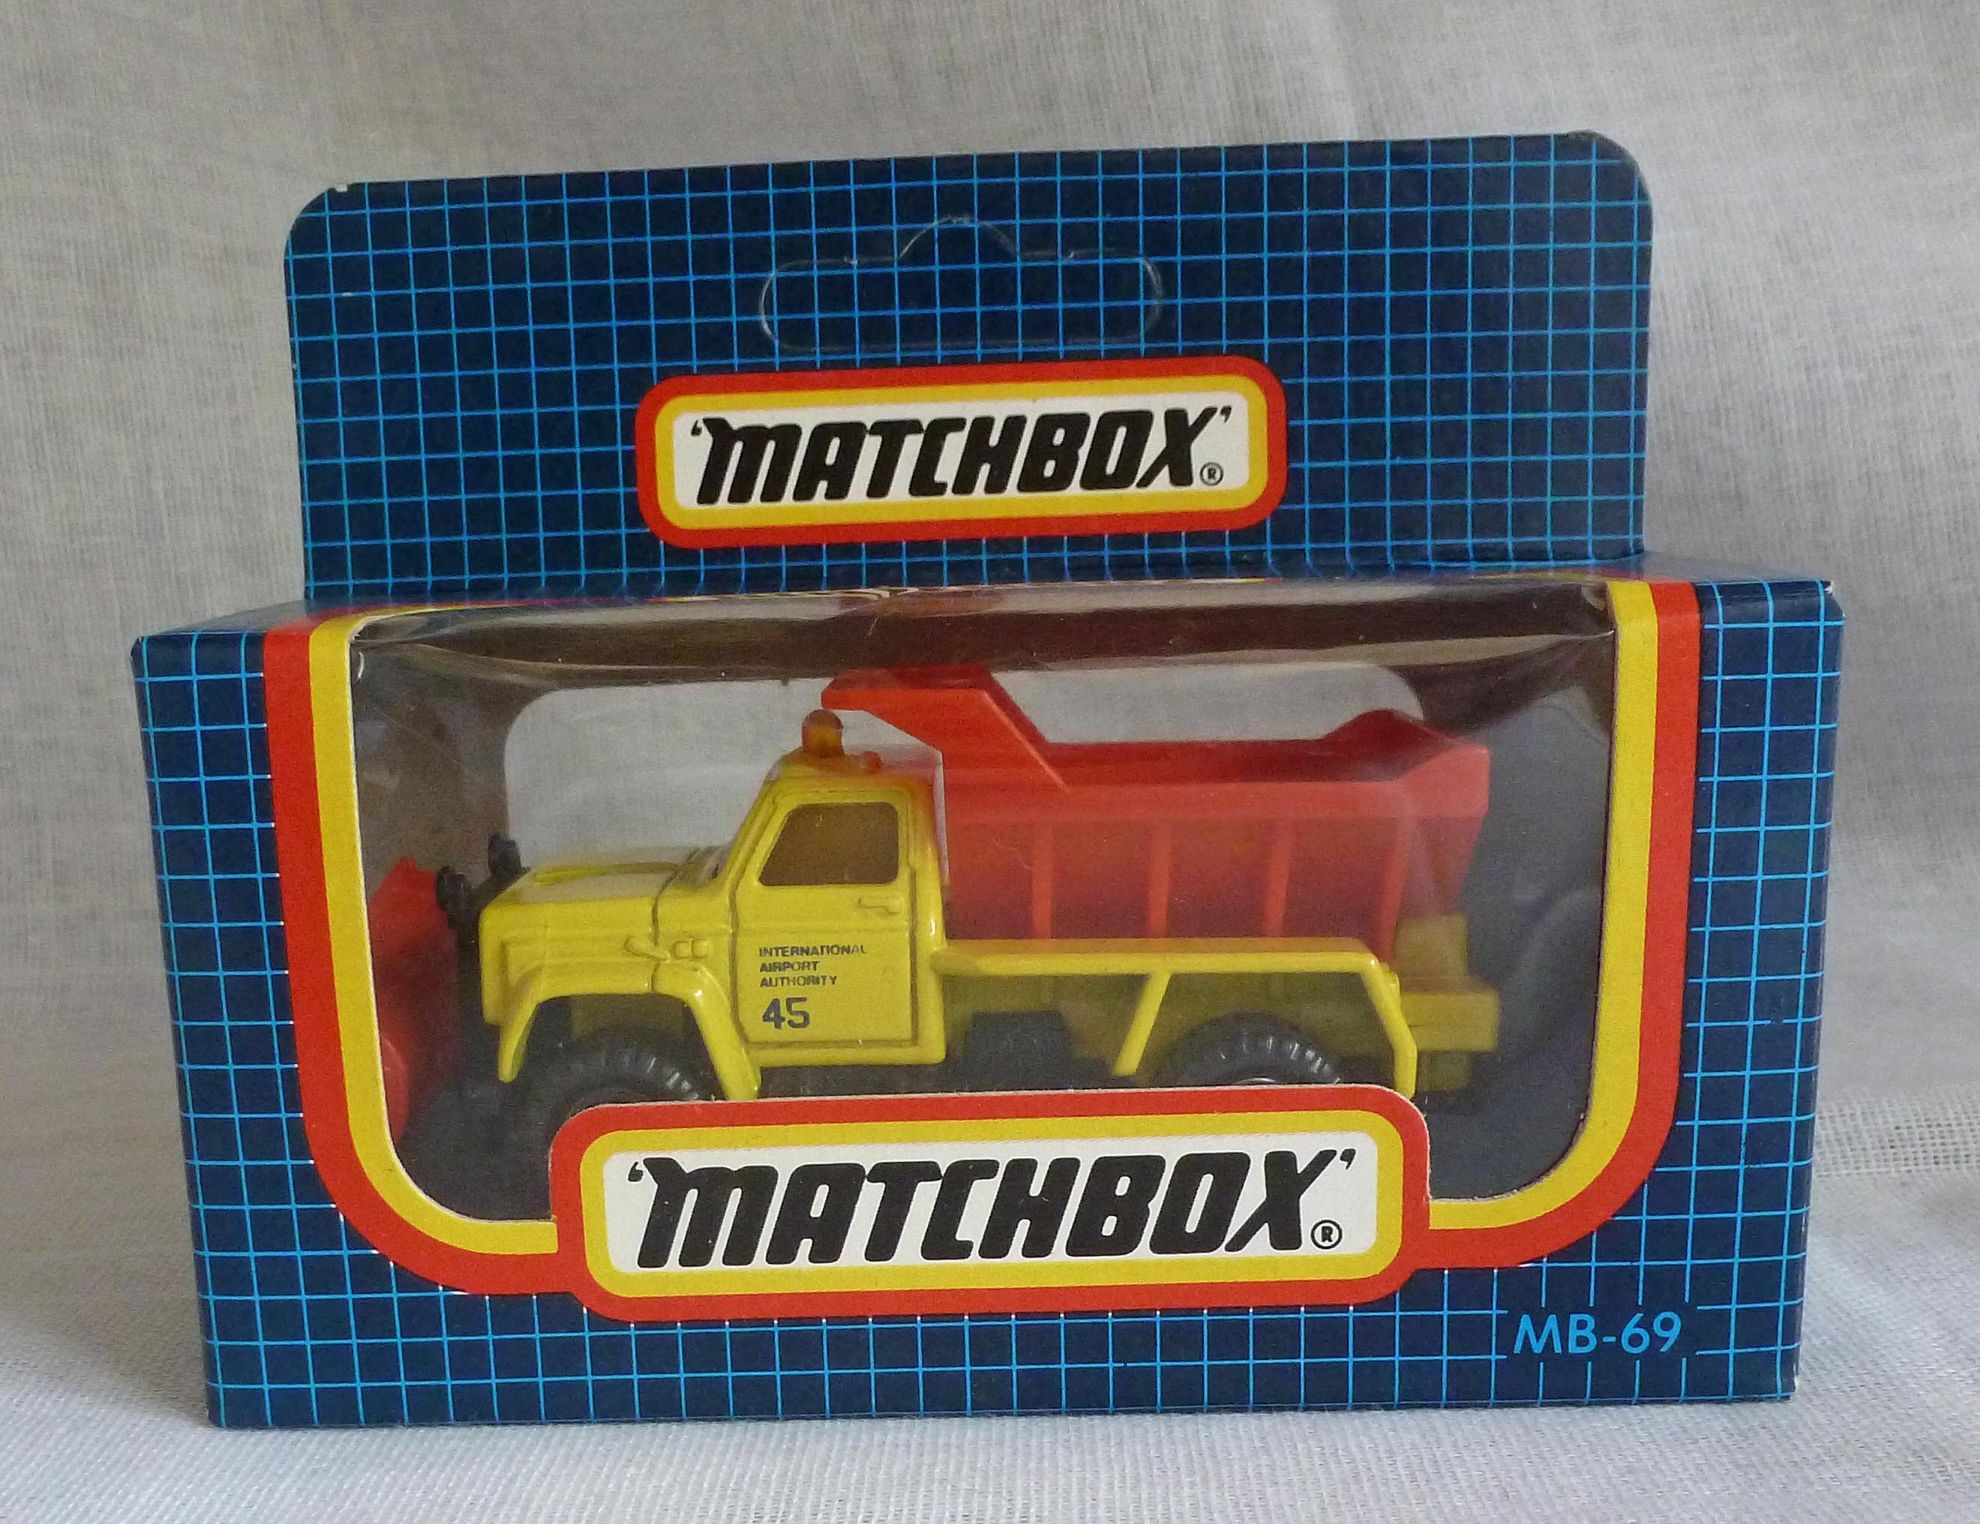 'MATCHBOX'®
INTERNATIONAL
AIRPORT
AUTHORITY
45
'MATCHBOX'®
MB-69